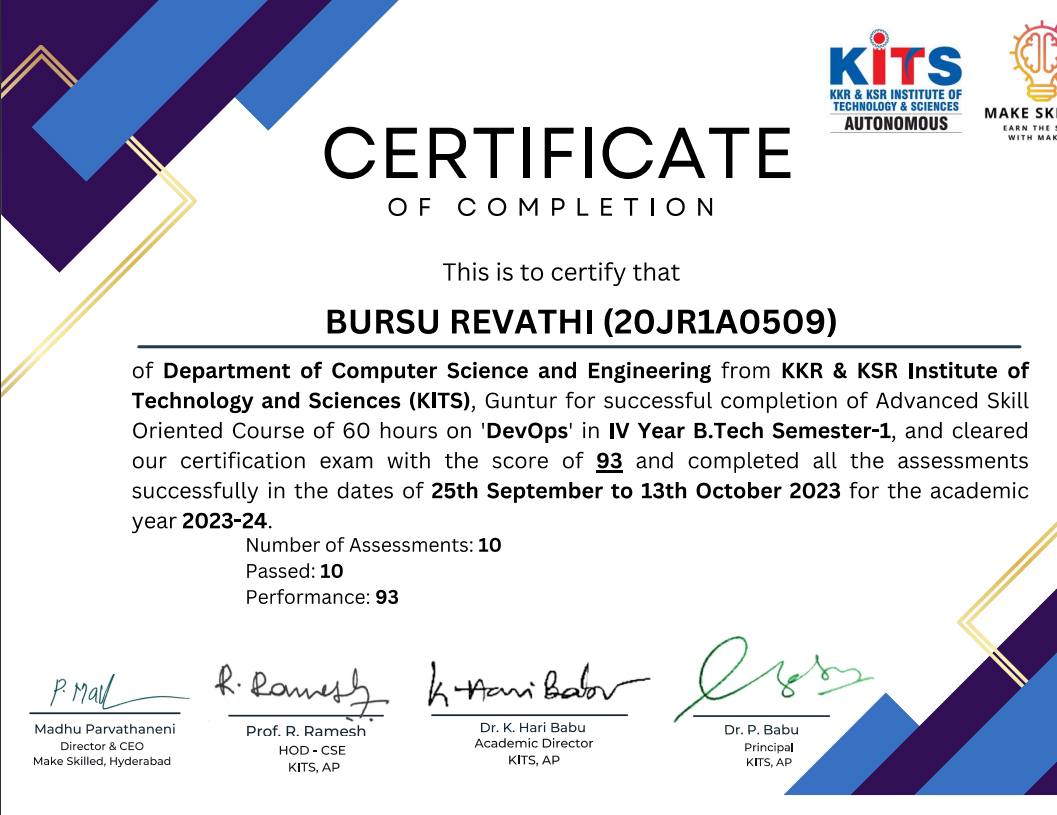 KiTS
KKR & KSR INSTITUTE OF
TECHNOLOGY & SCIENCES
AUTONOMOUS
MAKE
EARN THE
WITH
CERTIFICATE
OF COMPLETION
This is to certify that
BURSU REVATHI (20JR1A0509)
of Department of Computer Science and Engineering from KKR & KSR Institute of
Technology and Sciences (KITS), Guntur for successful completion of Advanced Skill
Oriented Course of 60 hours on 'DevOps' in IV Year B.Tech Semester-1, and cleared
our certification exam with the score of 93 and completed all the assessments
successfully in the dates of 25th September to 13th October 2023 for the academic
year 2023-24.
Number of Assessments: 10
Passed: 10
Performance: 93
R. Ramesh
K Hari Babu
Madhu Parvathaneni
Director & CEO
Make Skilled, Hyderabad
Prof. R. Ramesh
HOD - CSE
KITS, AP
Dr. K. Hari Babu
Academic Director
KITS, AP
Dr. P. Babu
Principal
KITS, AP